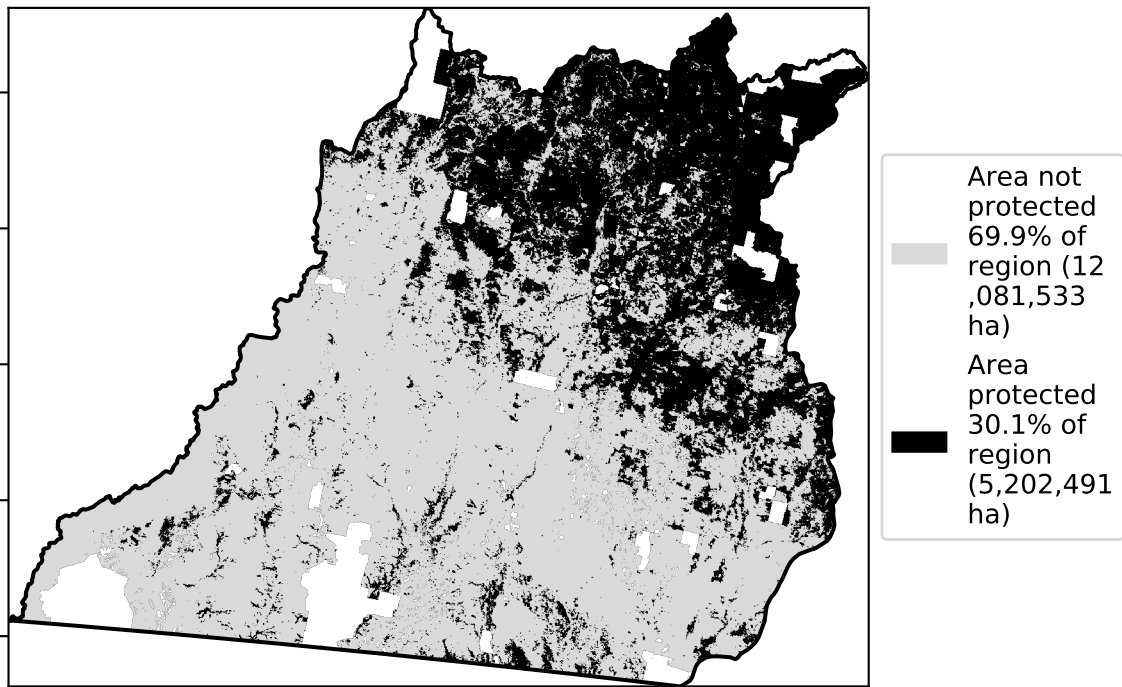 Area not
protected
69.9% of
region (12
,081,533
ha)
Area
protected
30.1% of
region
(5,202,491
ha)